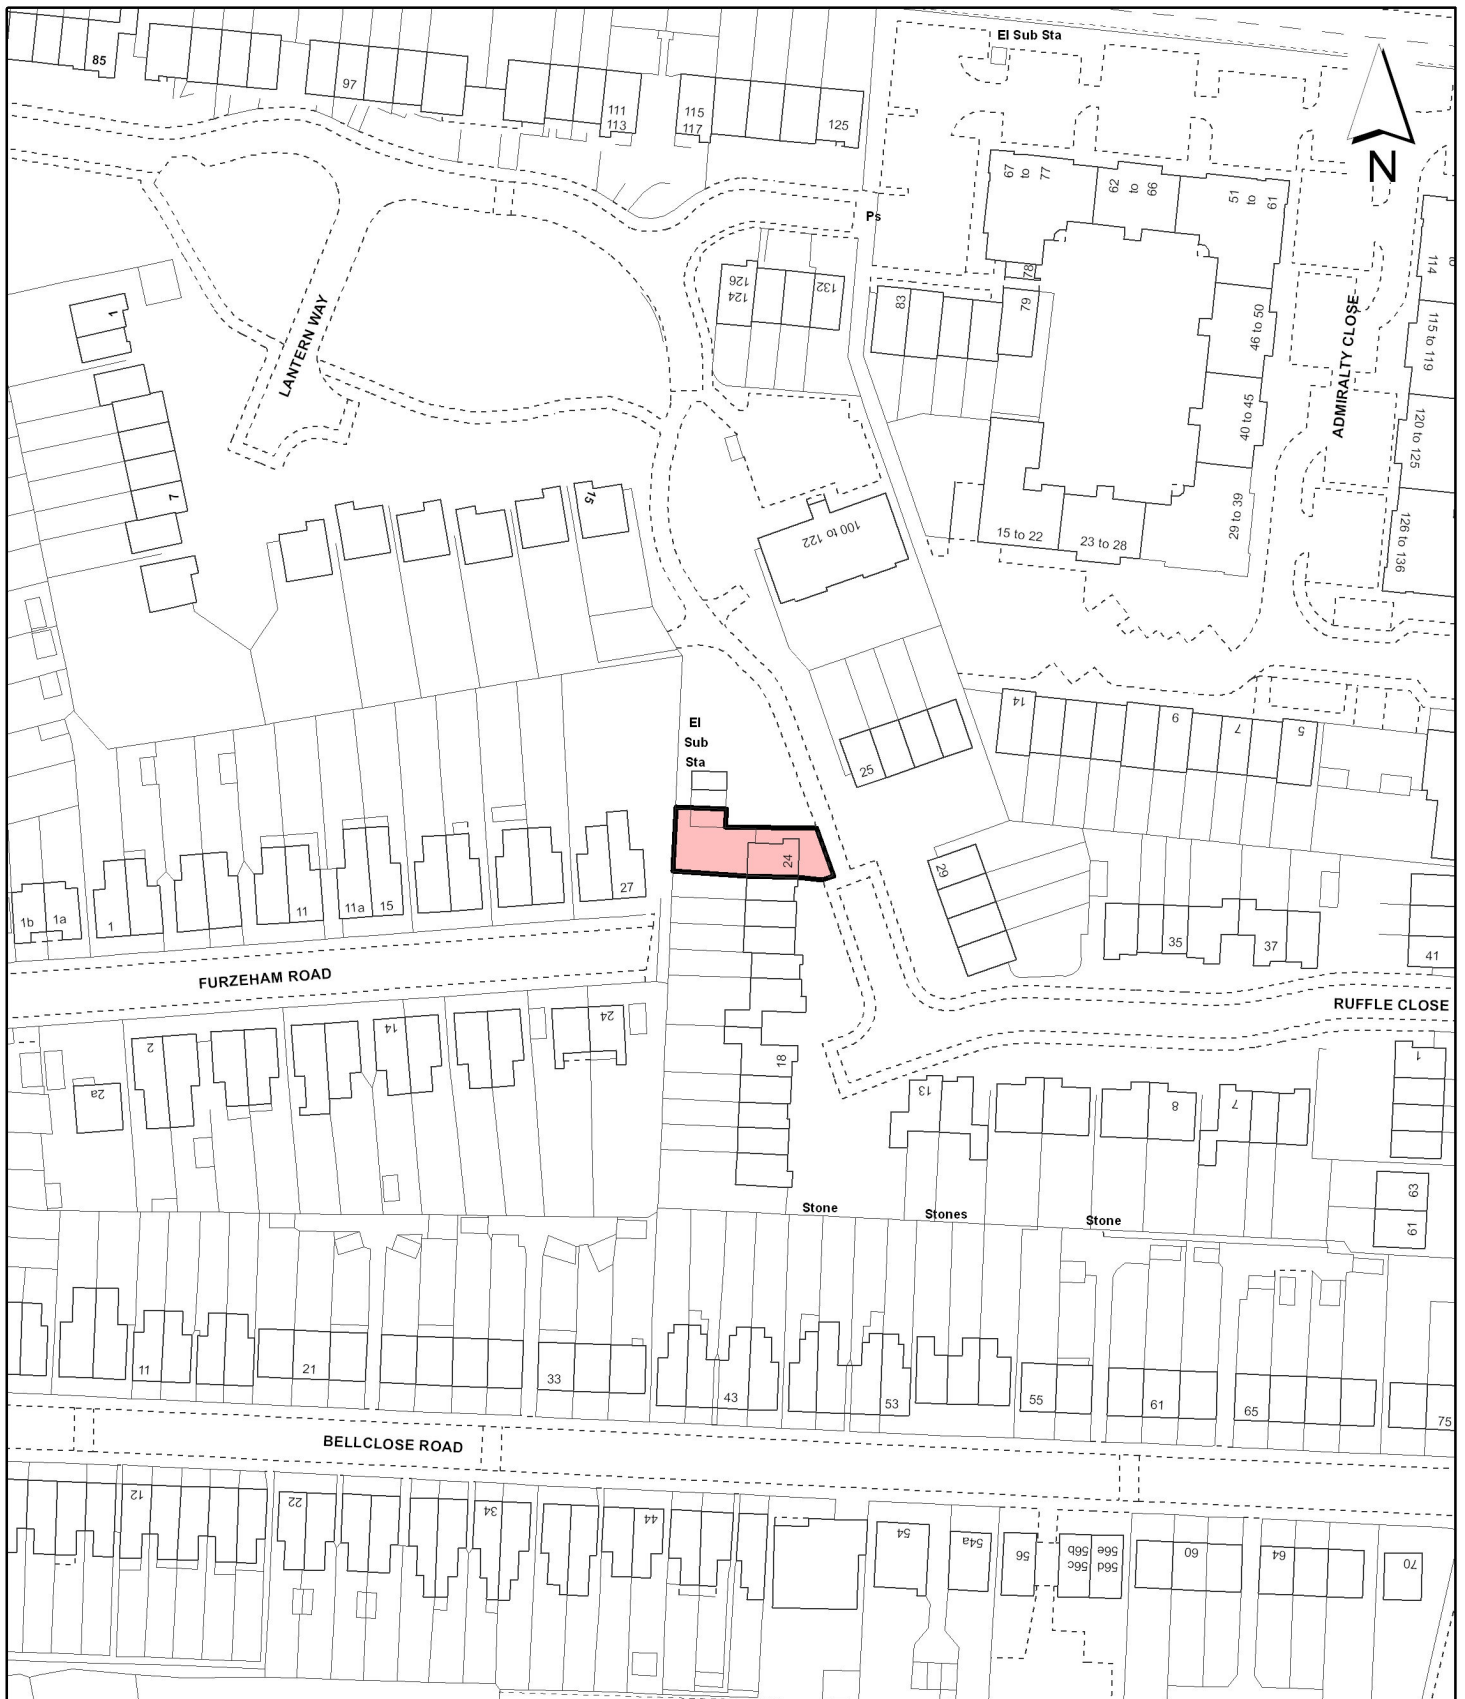 El Sub Sta
85
97
111
113
115
117
125
N
67
to
77
62
to
66
51
to
61
Ps
78
114
to
126
124
132
83
79
46 to 50
115 to 119
1
LANTERN WAY
ADMIRALTY CLOSE
40 to 45
120 to 125
7
15
100 to 122
15 to 22
23 to 28
29 to 39
126 to 136
El
Sub
Sta
14
9
7
5
25
24
29
1b
1a
1
11
11a
15
27
35
37
41
FURZEHAM ROAD
RUFFLE CLOSE
2
14
24
2a
18
13
8
7
1
63
61
Stone
Stones
Stone
11
21
33
43
53
55
61
65
75
BELLCLOSE ROAD
12
22
34
44
54
54a
56
56b
56c
56e
56d
60
64
70